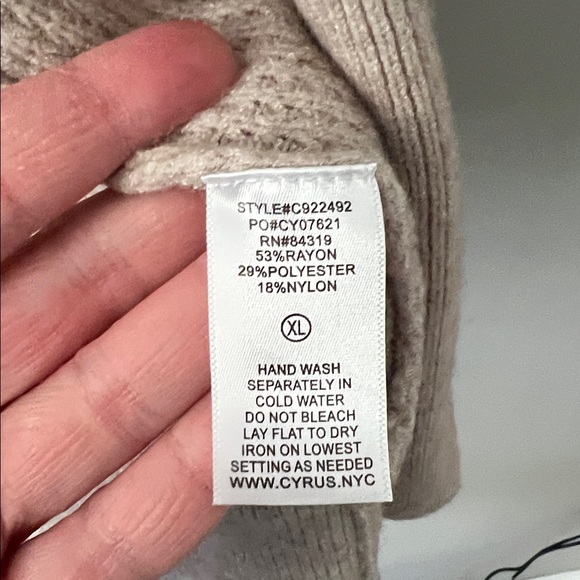 STYLE#C922492
PO#CY07621
RN#84319
53%RAYON
29%POLYESTER
18%NYLON
XL
HAND WASH
SEPARATELY IN
COLD WATER
DO NOT BLEACH
LAY FLAT TO DRY
IRON ON LOWEST
SETTING AS NEEDED
WWW.CYRUS.NYC